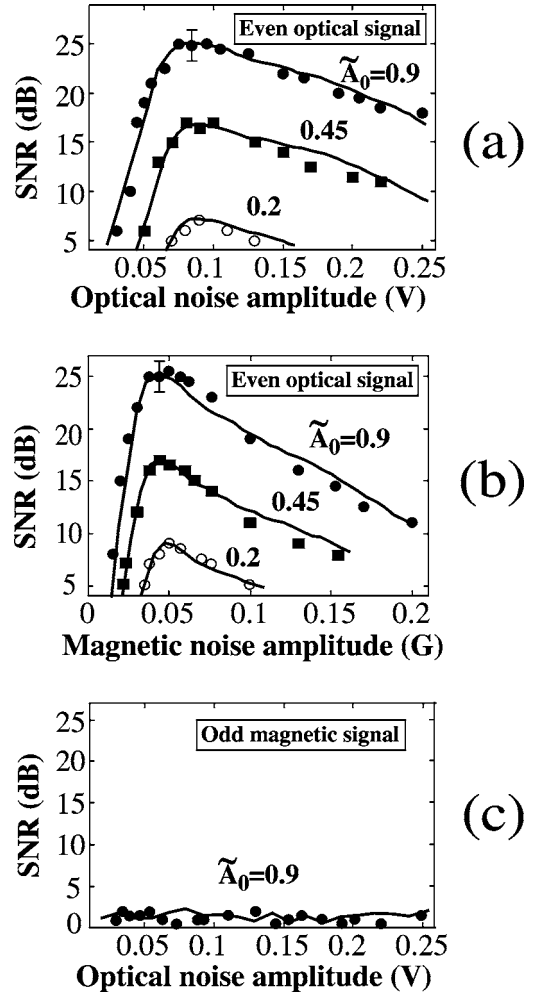 Even optical signal
SNR (dB)
25
20
15
10
5
Ã₀=0.9
0.45
0.2
(a)
0.05 0.1 0.15 0.2 0.25
Optical noise amplitude (V)
Even optical signal
SNR (dB)
25
20
15
10
5
Ã₀=0.9
0.45
0.2
(b)
0 0.05 0.10 0.15 0.2
Magnetic noise amplitude (G)
Odd magnetic signal
SNR (dB)
25
20
15
10
5
0
Ã₀=0.9
(c)
0.05 0.1 0.15 0.2 0.25
Optical noise amplitude (V)